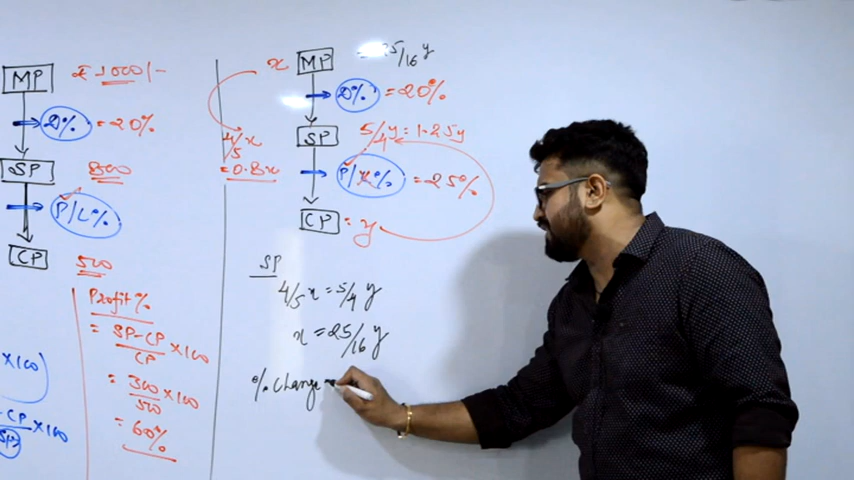 MP ₹ 1000/-
D% = 20%
SP 800
P/L%
CP 500
Profit %
= SP-CP/CP ×100
= 300/500 ×100
= 60%
×100)
-CP/SP ×100
x MP = 25/16 y
D% = 20%
4/5 x
= 0.8x
SP 5/4 y = 1.25y
P/L% = 25%
CP = y
SP
4/5 x = 5/4 y
x = 25/16 y
% Change =